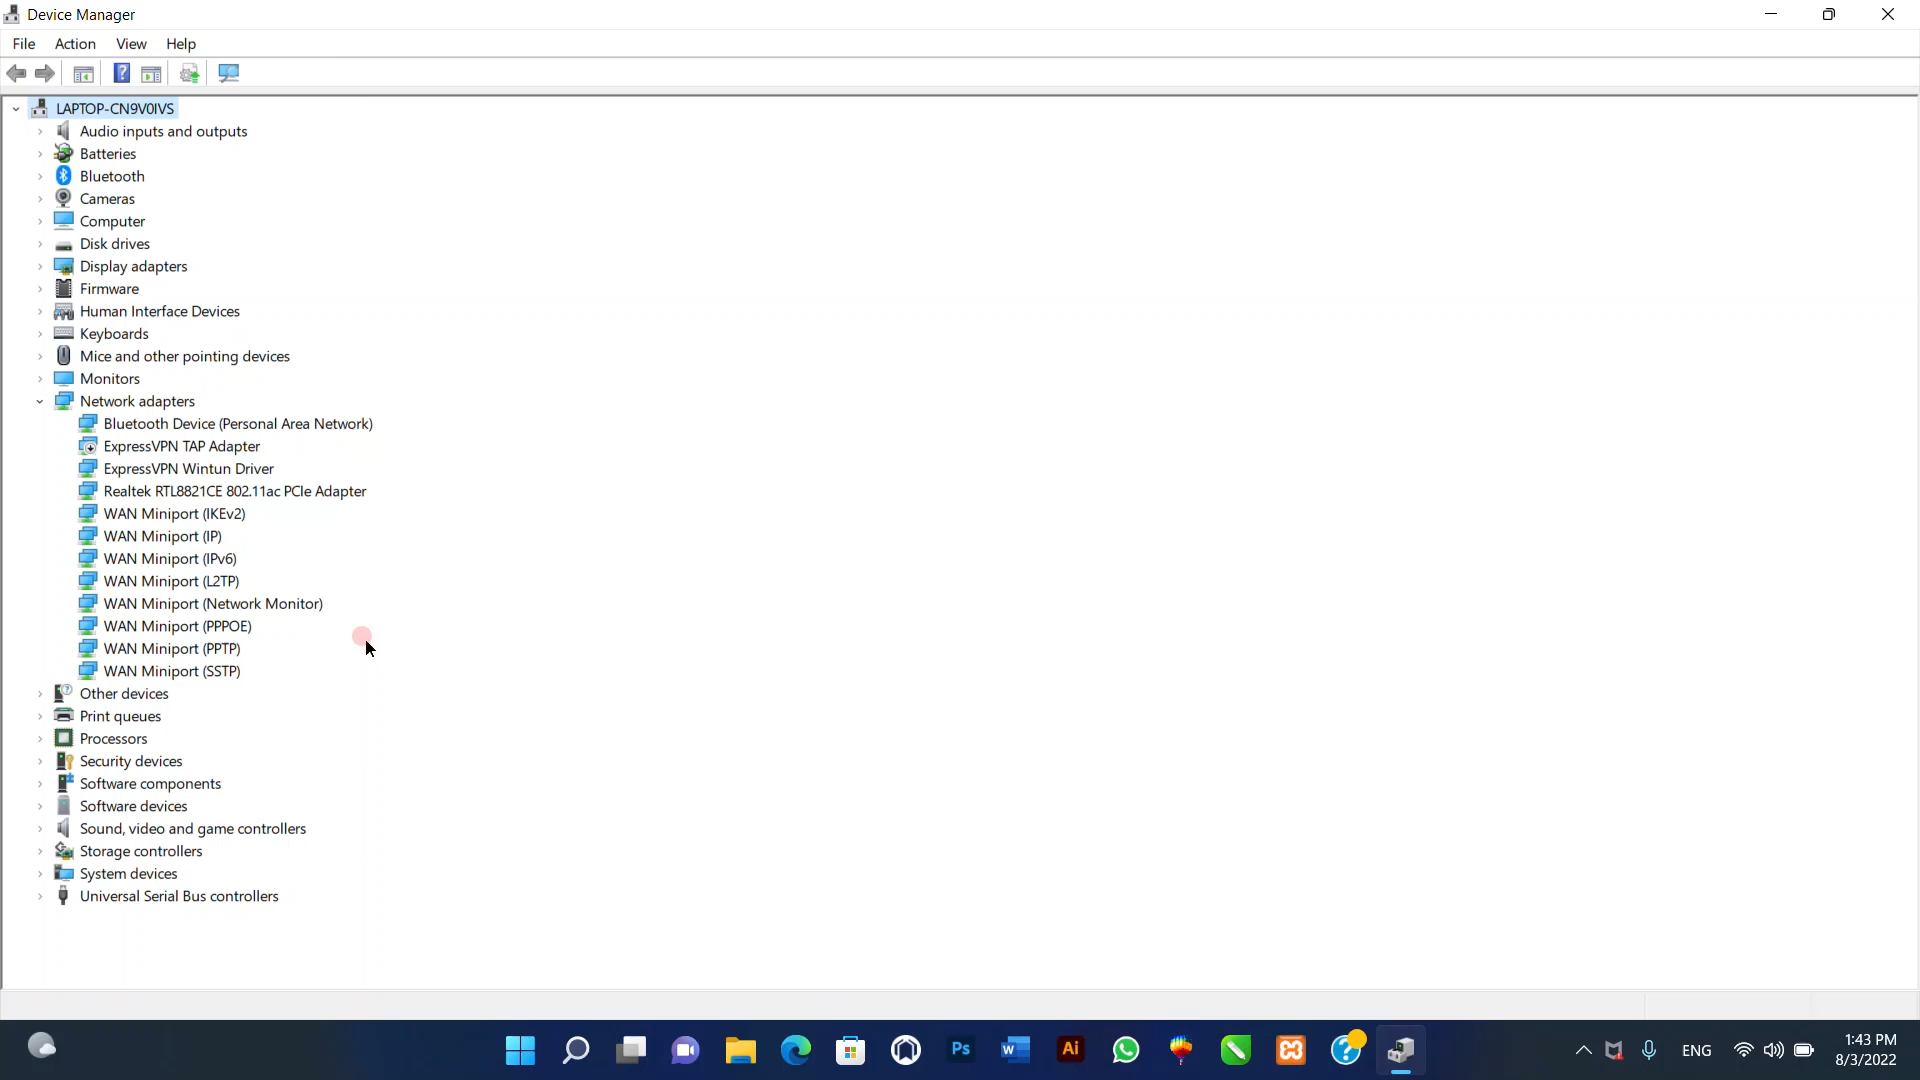 Device Manager
File Action View Help
LAPTOP-CN9V0IVS
Audio inputs and outputs
Batteries
Bluetooth
Cameras
Computer
Disk drives
Display adapters
Firmware
Human Interface Devices
Keyboards
Mice and other pointing devices
Monitors
Network adapters
Bluetooth Device (Personal Area Network)
ExpressVPN TAP Adapter
ExpressVPN Wintun Driver
Realtek RTL8821CE 802.11ac PCIe Adapter
WAN Miniport (IKEv2)
WAN Miniport (IP)
WAN Miniport (IPv6)
WAN Miniport (L2TP)
WAN Miniport (Network Monitor)
WAN Miniport (PPPOE)
WAN Miniport (PPTP)
WAN Miniport (SSTP)
Other devices
Print queues
Processors
Security devices
Software components
Software devices
Sound, video and game controllers
Storage controllers
System devices
Universal Serial Bus controllers
Ps W Ai ENG 1:43 PM
8/3/2022